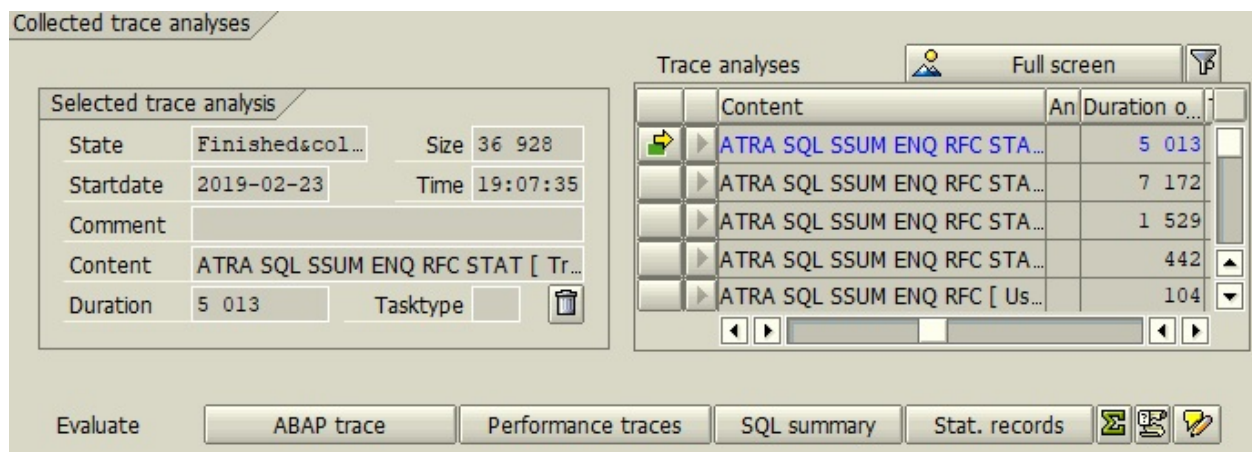 Collected trace analyses
Trace analyses Full screen
Selected trace analysis
Content An Duration o...
State Finished&col... Size 36 928
ATRA SQL SSUM ENQ RFC STA... 5 013
Startdate 2019-02-23 Time 19:07:35
ATRA SQL SSUM ENQ RFC STA... 7 172
Comment
ATRA SQL SSUM ENQ RFC STA... 1 529
Content ATRA SQL SSUM ENQ RFC STAT [ Tr...
ATRA SQL SSUM ENQ RFC STA... 442
Duration 5 013 Tasktype
ATRA SQL SSUM ENQ RFC [ Us... 104
Evaluate ABAP trace Performance traces SQL summary Stat. records